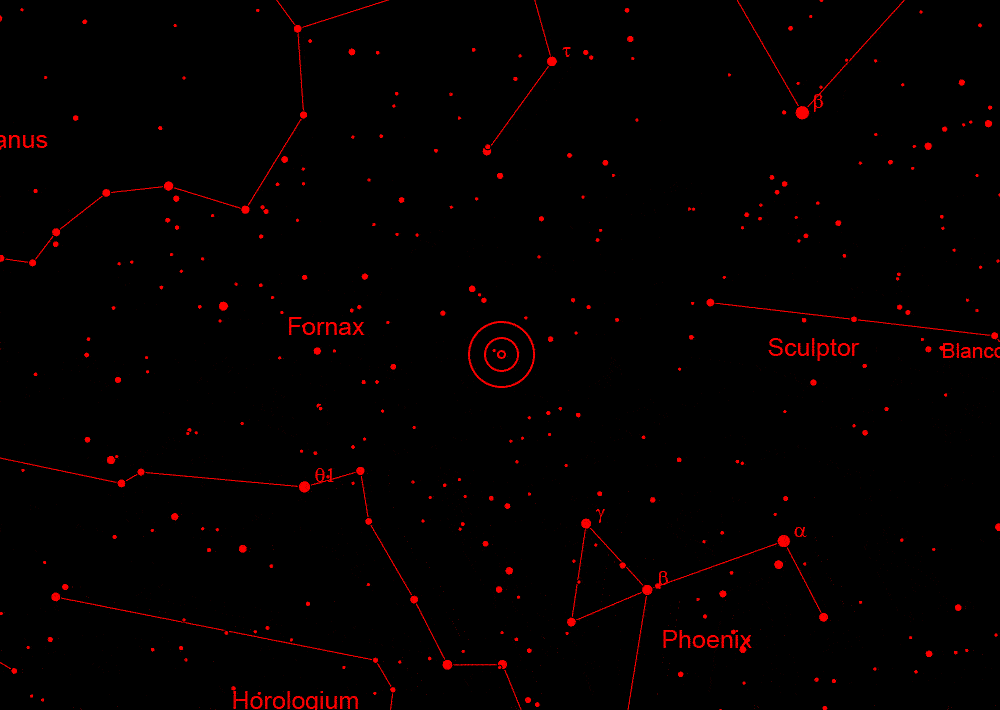 τ
β
anus
Fornax
Sculptor
Blanco
θ1
γ
α
β
Phoenix
Horologium